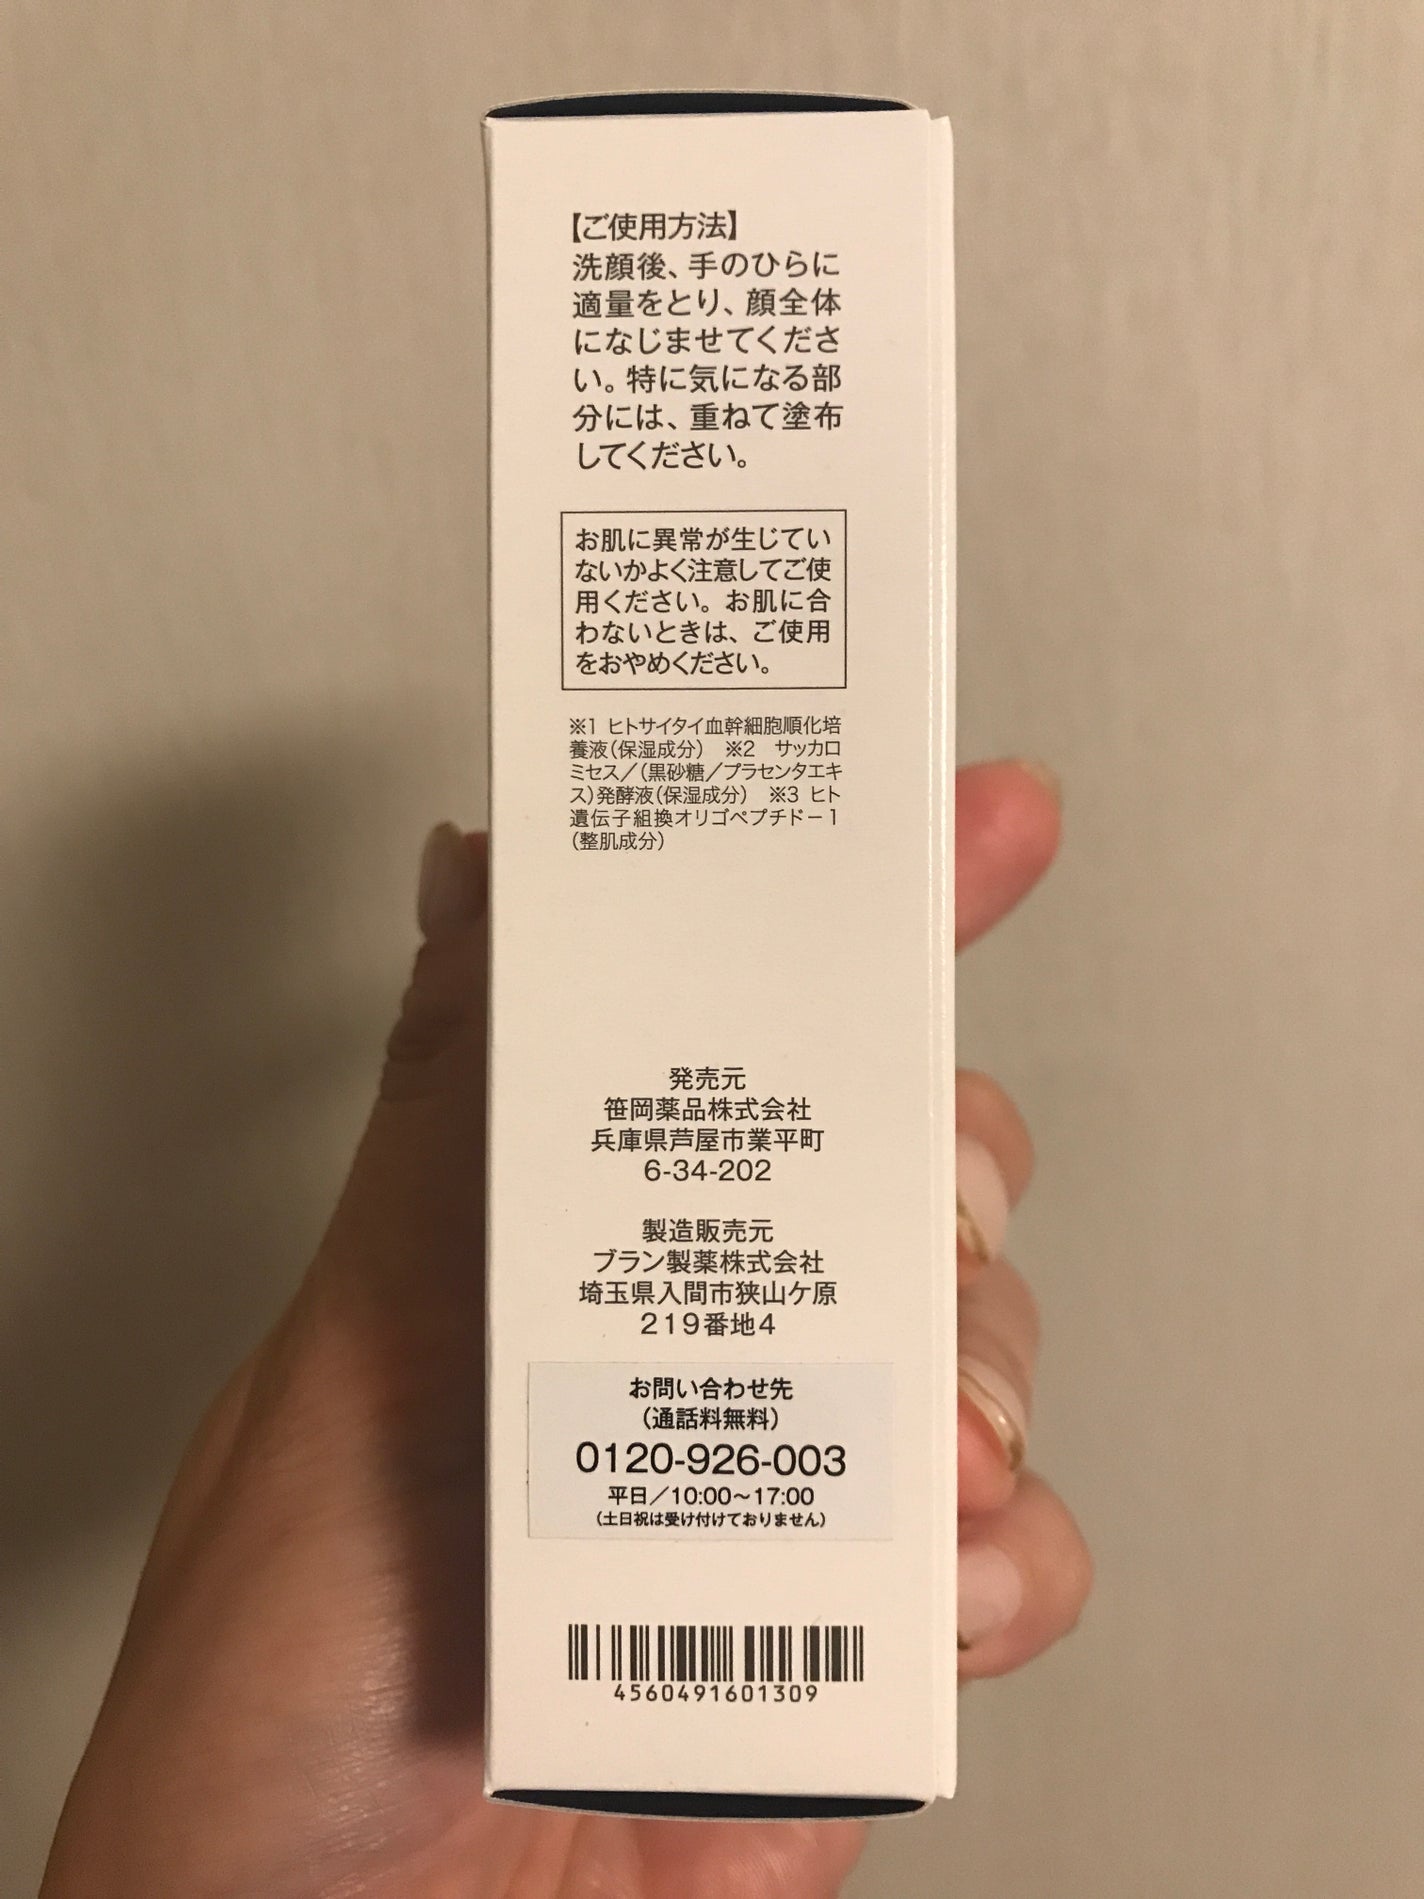 【ご使用方法】
洗顔後、手のひらに
適量をとり、顔全体
になじませてくださ
い。特に気になる部
分には、重ねて塗布
してください。
お肌に異常が生じてい
ないかよく注意してご使
用ください。お肌に合
わないときは、ご使用
をおやめください。
※1 ヒトサイタイ血幹細胞順化培
養液(保湿成分) ※2 サッカロ
ミセス／(黒砂糖／プラセンタエキ
ス)発酵液(保湿成分) ※3 ヒト
遺伝子組換オリゴペプチド－1
(整肌成分)
発売元
笹岡薬品株式会社
兵庫県芦屋市業平町
6-34-202
製造販売元
ブラン製薬株式会社
埼玉県入間市狭山ケ原
219番地4
お問い合わせ先
(通話料無料)
0120-926-003
平日／10:00〜17:00
(土日祝は受け付けておりません)
4560491601309